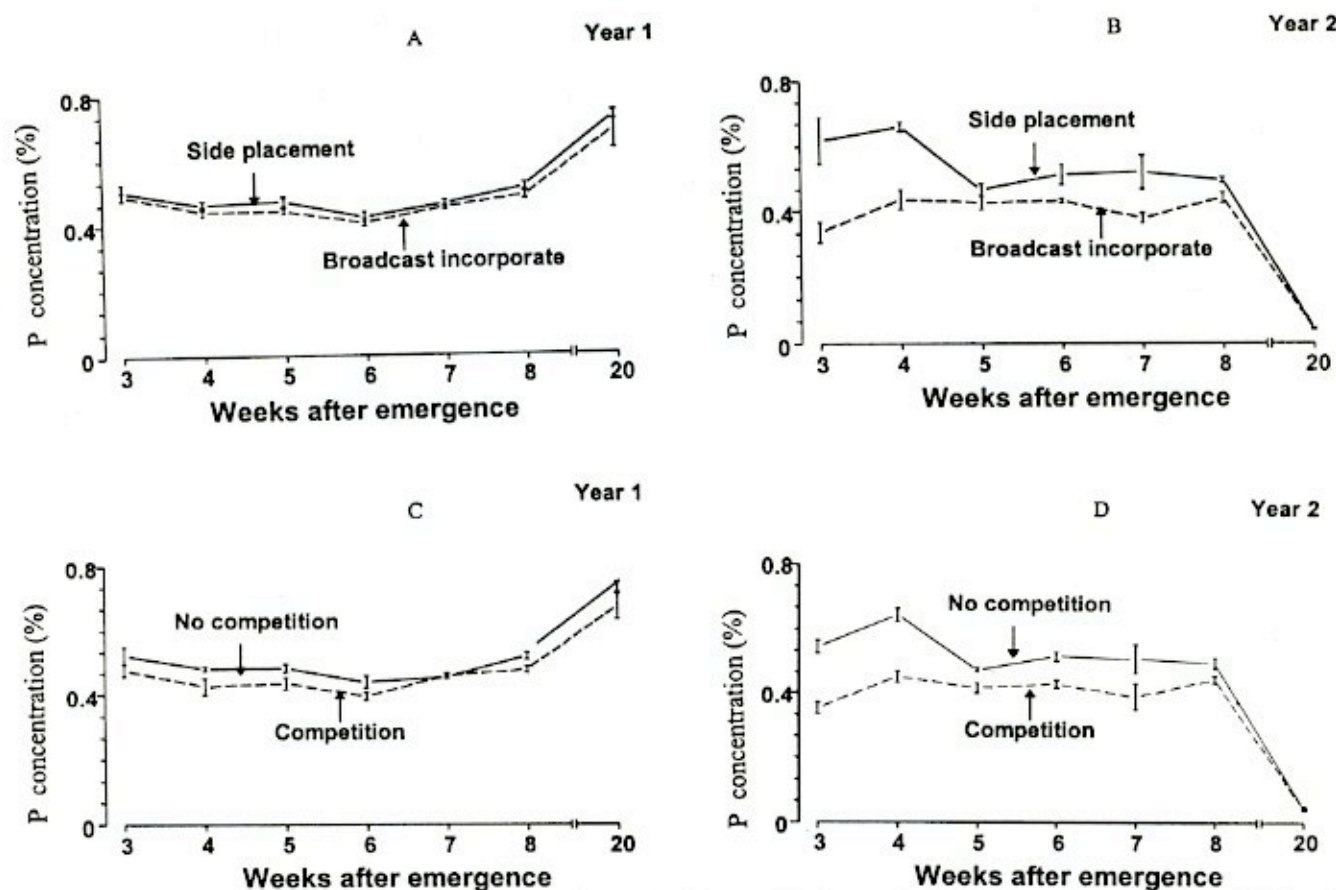 A
Year 1
P concentration (%)
0.8
0.4
0
Side placement
Broadcast incorporate
3 4 5 6 7 8 20
Weeks after emergence
B
Year 2
P concentration (%)
0.8
0.4
0
Side placement
Broadcast incorporate
3 4 5 6 7 8 20
Weeks after emergence
C
Year 1
P concentration (%)
0.8
0.4
0
No competition
Competition
3 4 5 6 7 8 20
Weeks after emergence
D
Year 2
P concentration (%)
0.8
0.4
0
No competition
Competition
3 4 5 6 7 8 20
Weeks after emergence